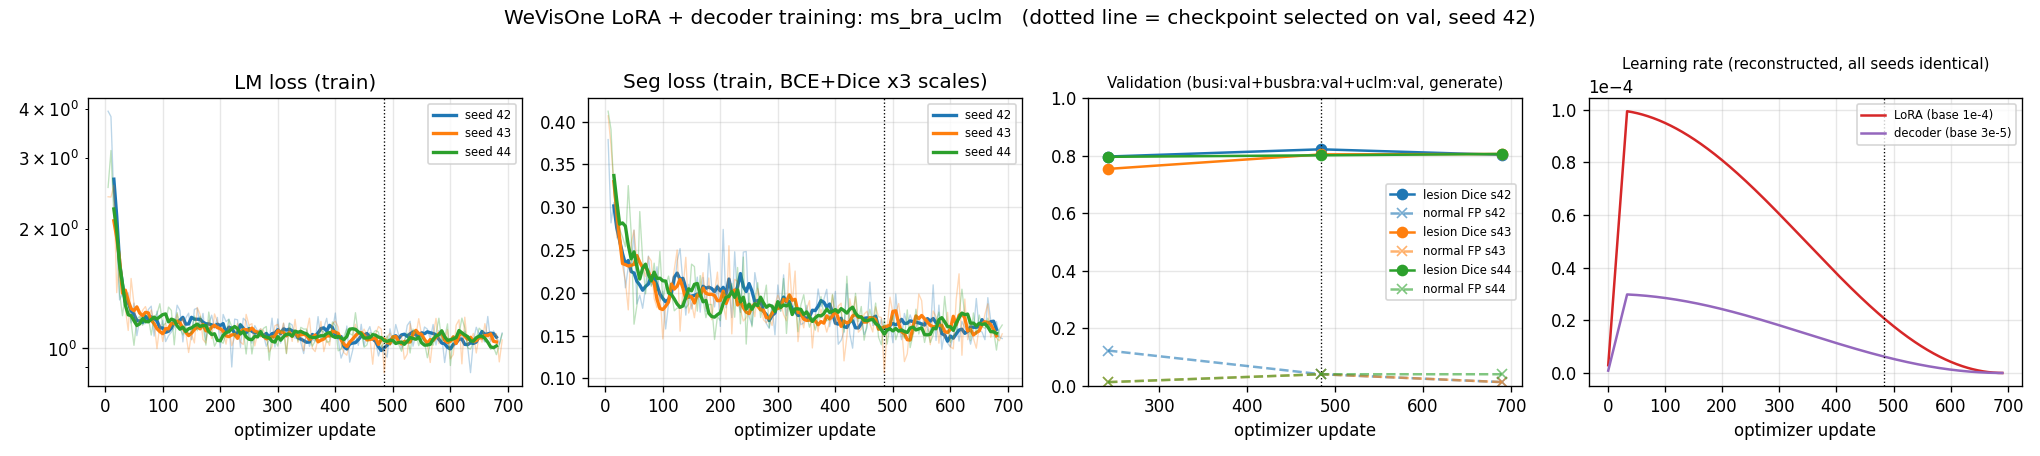 WeVisOne LoRA + decoder training: ms_bra_uclm   (dotted line = checkpoint selected on val, seed 42)
LM loss (train)
4 × 10⁰
3 × 10⁰
2 × 10⁰
10⁰
seed 42
seed 43
seed 44
0 100 200 300 400 500 600 700
optimizer update
Seg loss (train, BCE+Dice x3 scales)
0.40
0.35
0.30
0.25
0.20
0.15
0.10
seed 42
seed 43
seed 44
0 100 200 300 400 500 600 700
optimizer update
Validation (busi:val+busbra:val+uclm:val, generate)
1.0
0.8
0.6
0.4
0.2
0.0
lesion Dice s42
normal FP s42
lesion Dice s43
normal FP s43
lesion Dice s44
normal FP s44
300 400 500 600 700
optimizer update
Learning rate (reconstructed, all seeds identical)
1e−4
1.0
0.8
0.6
0.4
0.2
0.0
LoRA (base 1e-4)
decoder (base 3e-5)
0 100 200 300 400 500 600 700
optimizer update